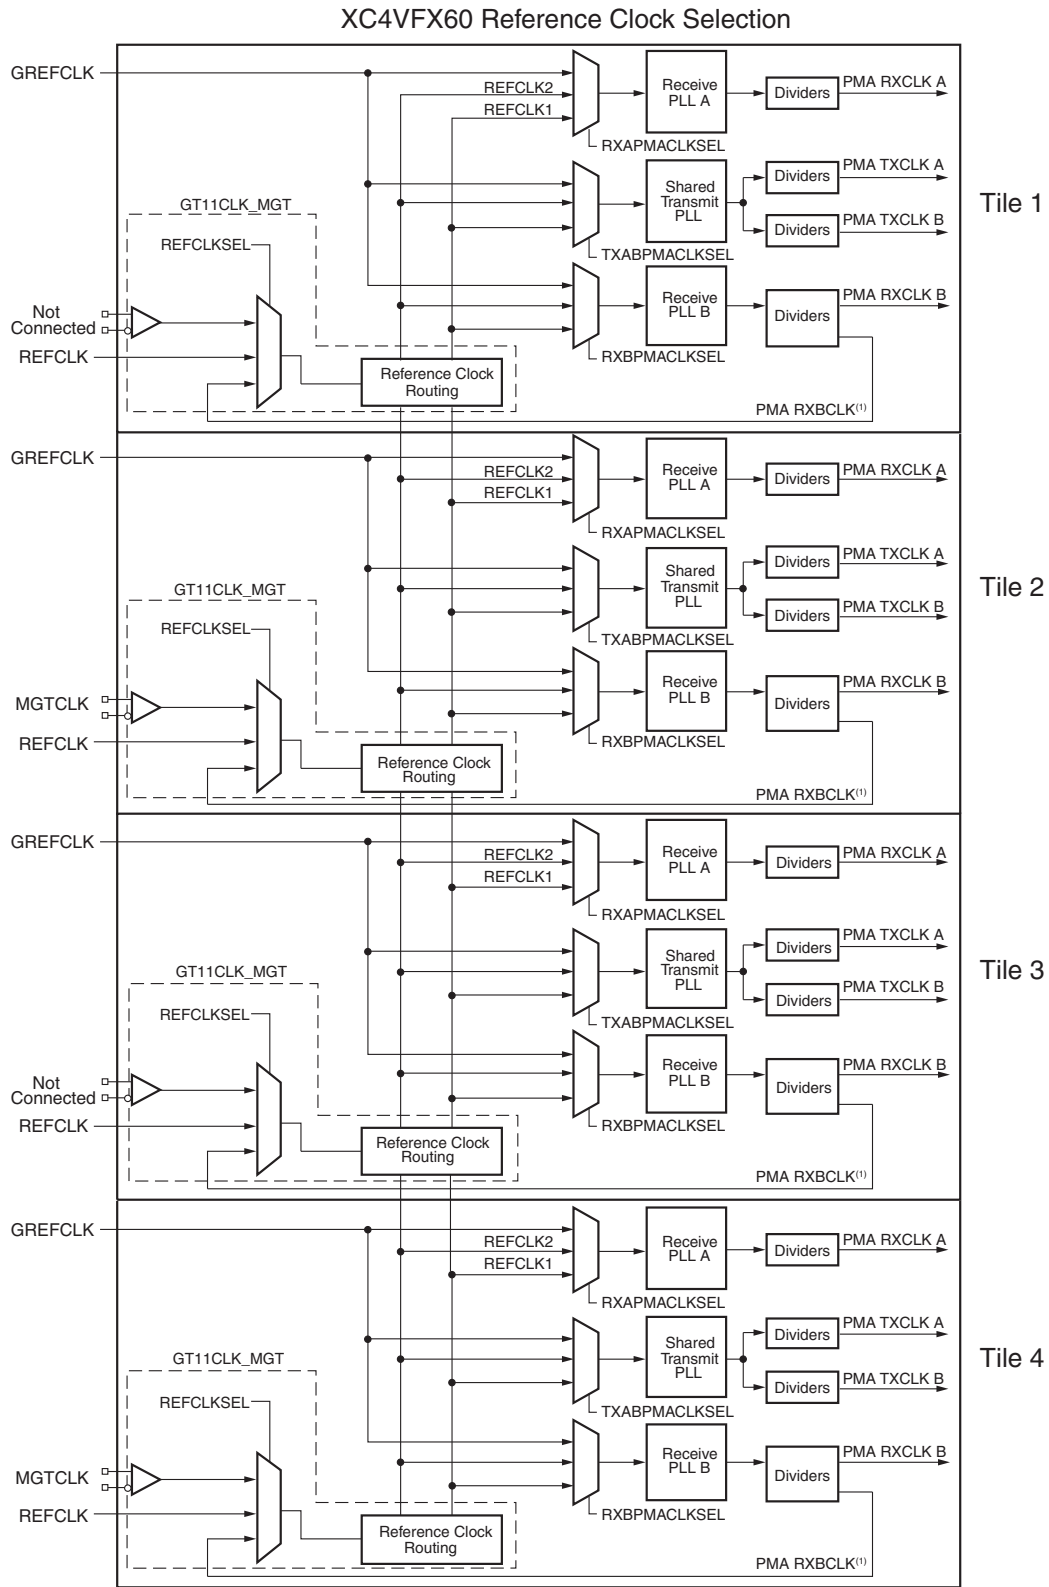 XC4VFX60 Reference Clock Selection
GREFCLK
REFCLK2
REFCLK1
Receive
PLL A
Dividers
PMA RXCLK A
RXAPMACLKSEL
Shared
Transmit
PLL
Dividers
PMA TXCLK A
Dividers
PMA TXCLK B
TXABPMACLKSEL
Tile 1
GT11CLK_MGT
REFCLKSEL
Not
Connected
REFCLK
Receive
PLL B
Dividers
PMA RXCLK B
RXBPMACLKSEL
Reference Clock
Routing
PMA RXBCLK(1)
GREFCLK
REFCLK2
REFCLK1
Receive
PLL A
Dividers
PMA RXCLK A
RXAPMACLKSEL
Shared
Transmit
PLL
Dividers
PMA TXCLK A
Dividers
PMA TXCLK B
TXABPMACLKSEL
Tile 2
GT11CLK_MGT
REFCLKSEL
MGTCLK
REFCLK
Receive
PLL B
Dividers
PMA RXCLK B
RXBPMACLKSEL
Reference Clock
Routing
PMA RXBCLK(1)
GREFCLK
REFCLK2
REFCLK1
Receive
PLL A
Dividers
PMA RXCLK A
RXAPMACLKSEL
Shared
Transmit
PLL
Dividers
PMA TXCLK A
Dividers
PMA TXCLK B
TXABPMACLKSEL
Tile 3
GT11CLK_MGT
REFCLKSEL
Not
Connected
REFCLK
Receive
PLL B
Dividers
PMA RXCLK B
RXBPMACLKSEL
Reference Clock
Routing
PMA RXBCLK(1)
GREFCLK
REFCLK2
REFCLK1
Receive
PLL A
Dividers
PMA RXCLK A
RXAPMACLKSEL
Shared
Transmit
PLL
Dividers
PMA TXCLK A
Dividers
PMA TXCLK B
TXABPMACLKSEL
Tile 4
GT11CLK_MGT
REFCLKSEL
MGTCLK
REFCLK
Receive
PLL B
Dividers
PMA RXCLK B
RXBPMACLKSEL
Reference Clock
Routing
PMA RXBCLK(1)